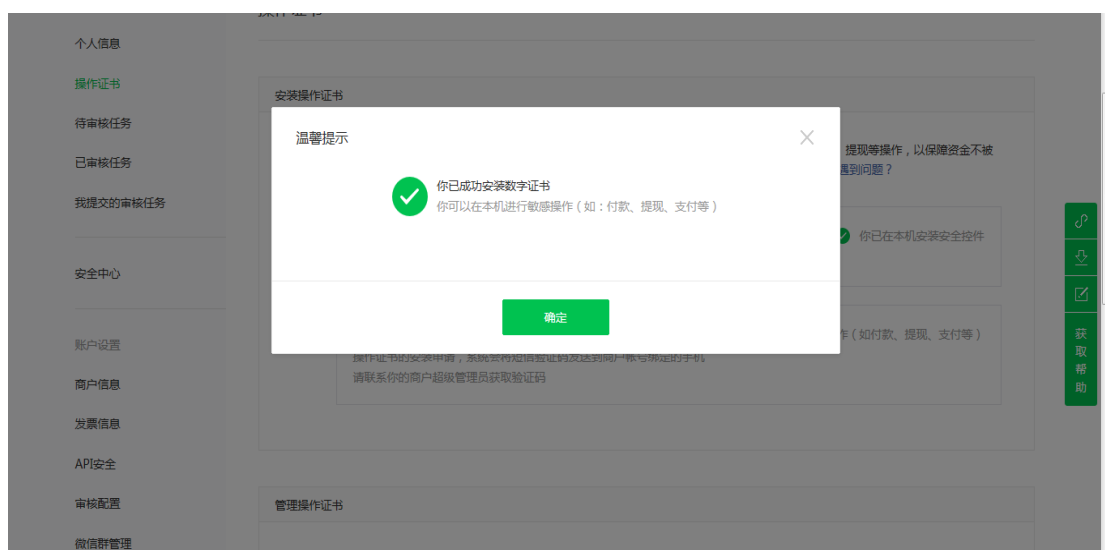 个人信息
操作证书
待审核任务
已审核任务
我提交的审核任务
安全中心
账户设置
商户信息
发票信息
API安全
审核配置
微信群管理
操作证书
安装操作证书
提现等操作，以保障资金不被
遇到问题？
你已在本机安装安全控件
温馨提示
你已成功安装数字证书
你可以在本机进行敏感操作（如：付款、提现、支付等）
确定
作（如付款、提现、支付等）
操作证书的安装申请，系统会将短信验证码发送到商户帐号绑定的手机
请联系你的商户超级管理员获取验证码
管理操作证书
获
取
帮
助